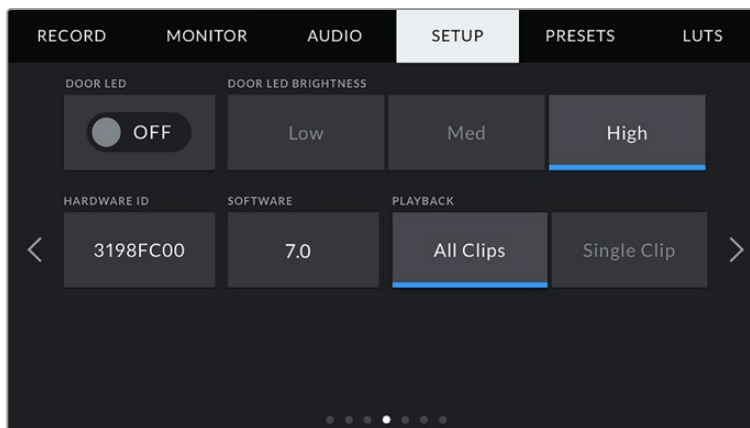 RECORD MONITOR AUDIO SETUP PRESETS LUTS
DOOR LED DOOR LED BRIGHTNESS
OFF Low Med High
HARDWARE ID SOFTWARE PLAYBACK
3198FC00 7.0 All Clips Single Clip